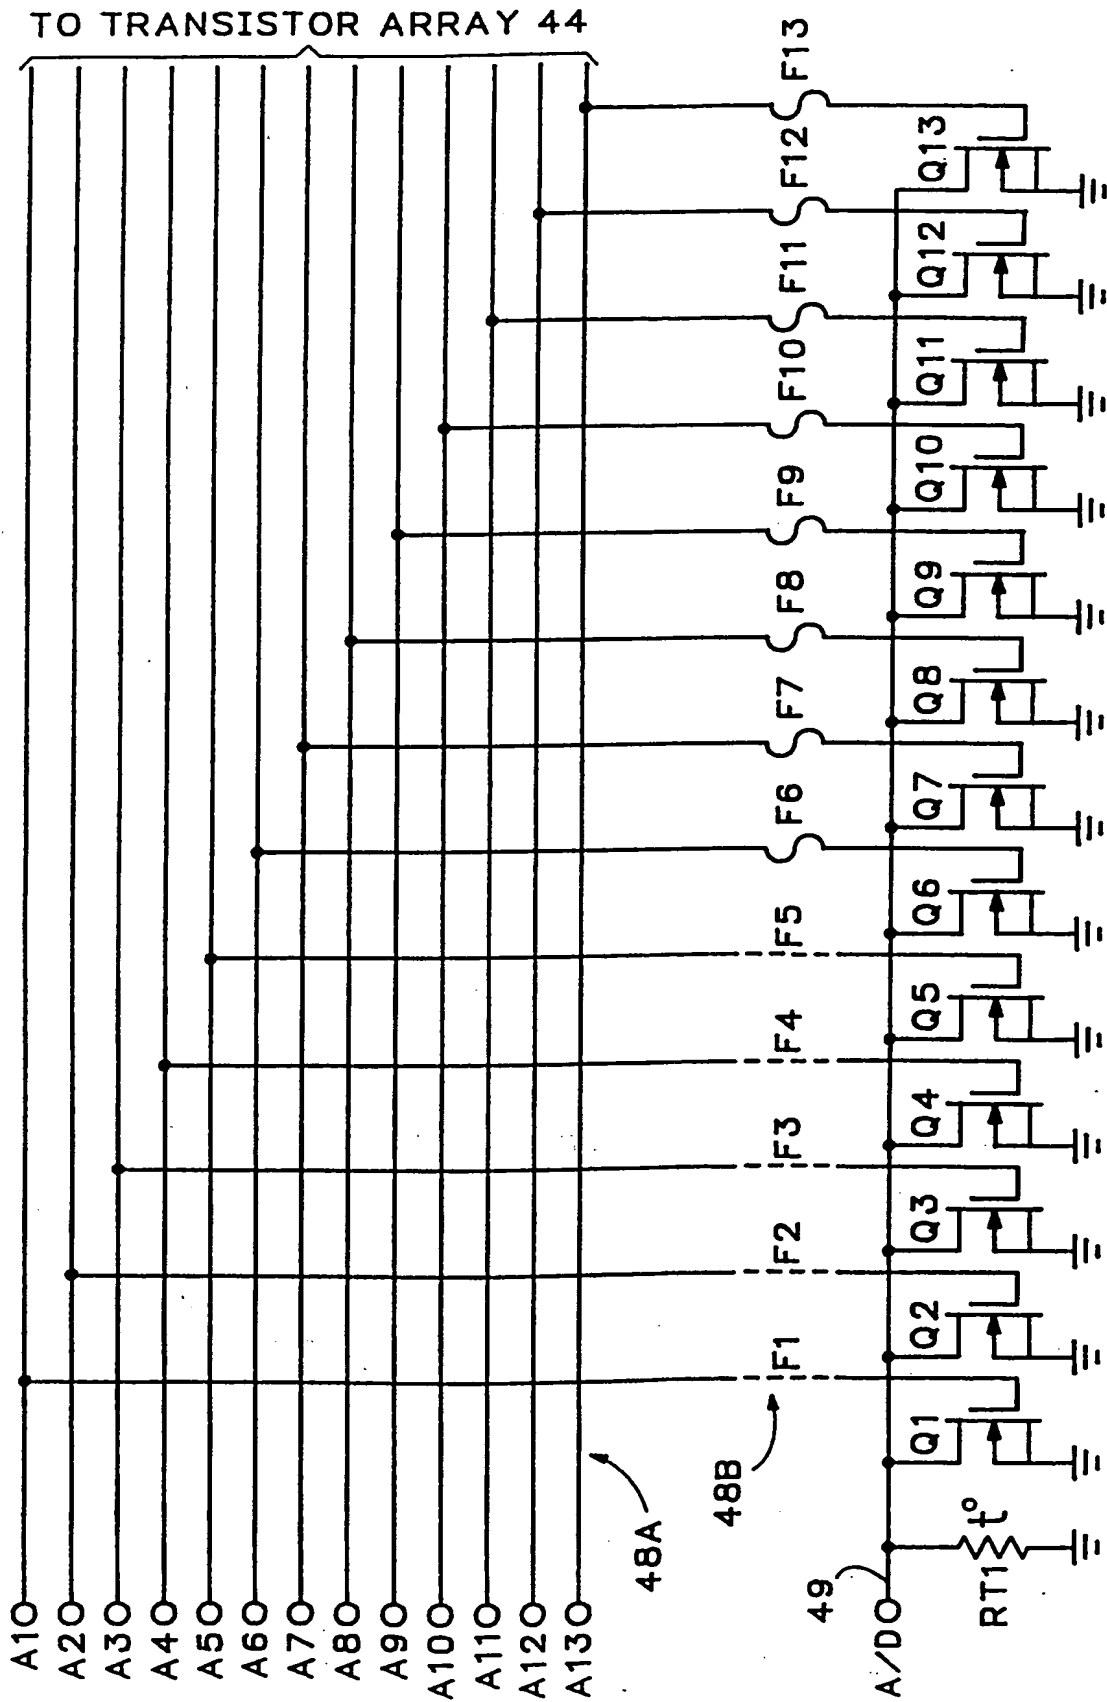 TO TRANSISTOR ARRAY 44
A1
A2
A3
A4
A5
A6
A7
A8
A9
A10
A11
A12
A13
48A
48B
F1
F2
F3
F4
F5
F6
F7
F8
F9
F10
F11
F12
F13
49
A/D
RT1
t°
Q1
Q2
Q3
Q4
Q5
Q6
Q7
Q8
Q9
Q10
Q11
Q12
Q13